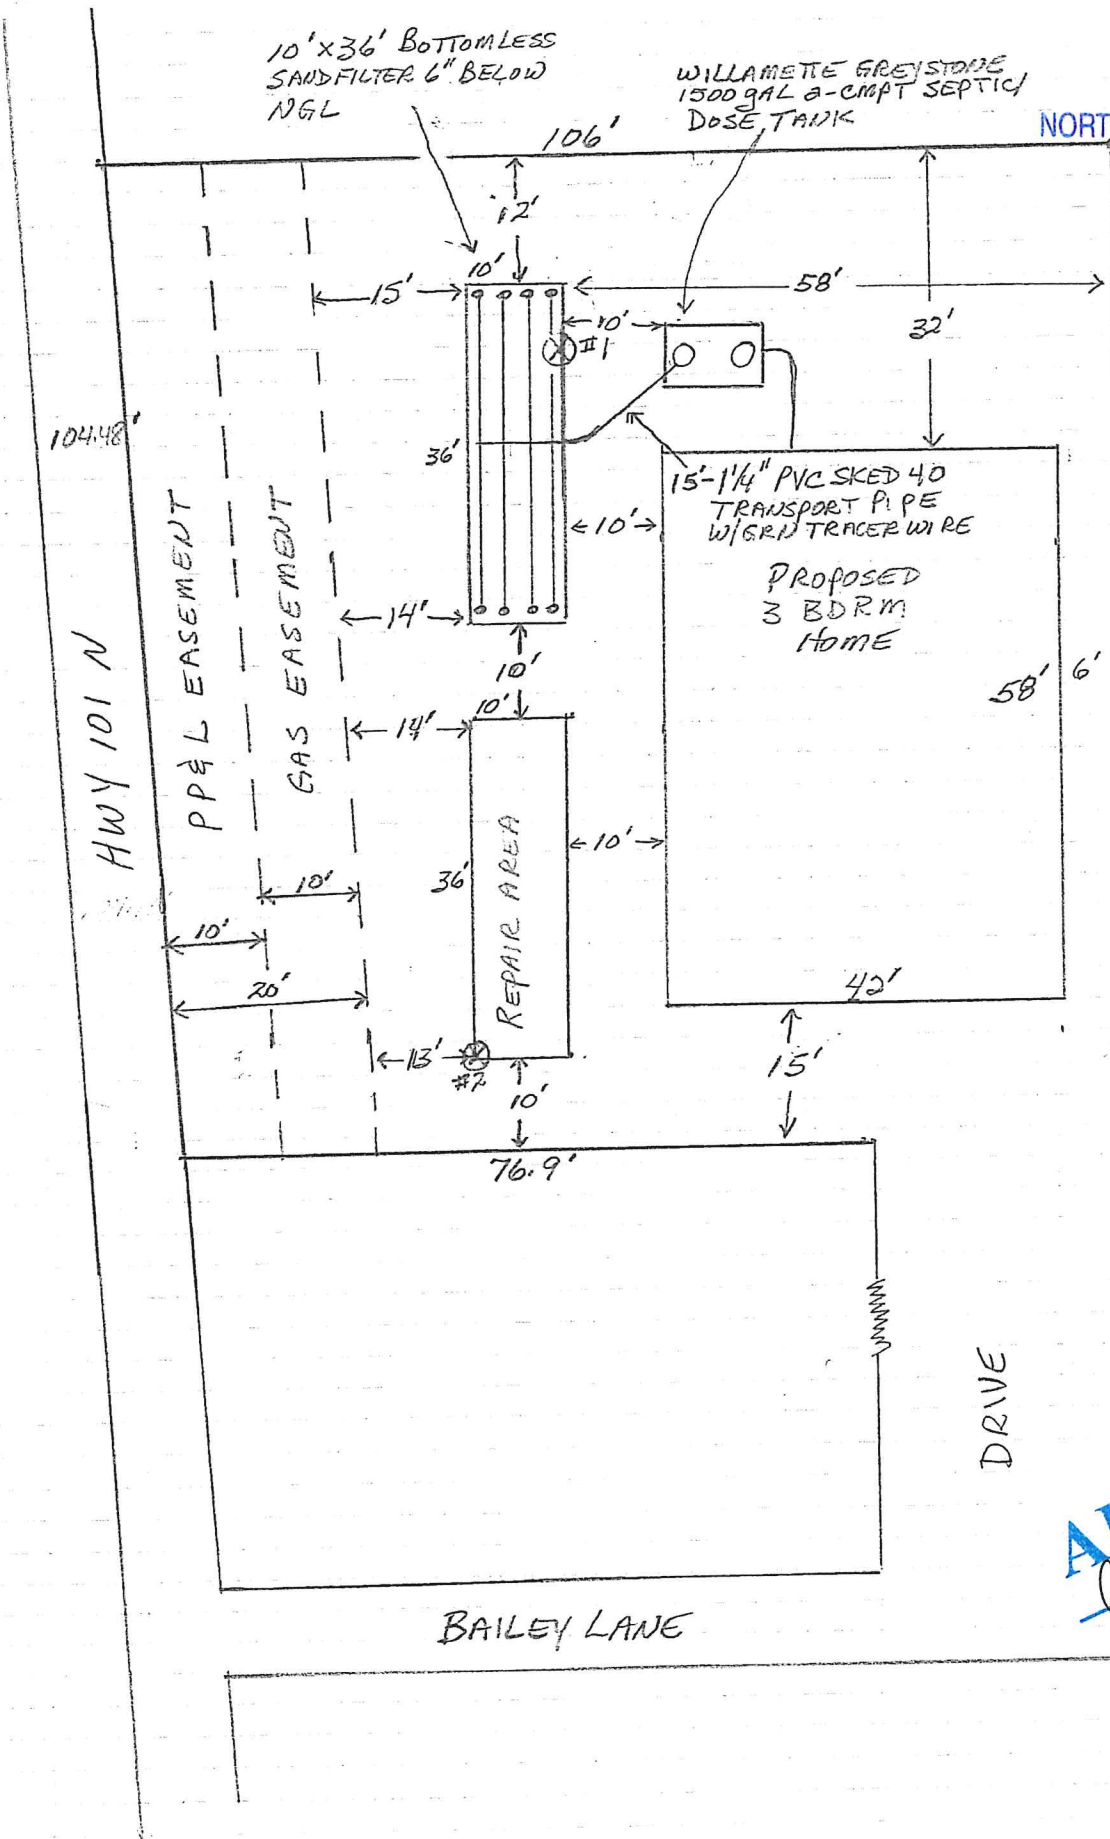 10'x36' BOTTOMLESS
SANDFILTER 6" BELOW
NGL
WILLAMETTE GREYSTONE
1500 gAL 2-CMPT SEPTIC/
DOSE TANK
NORT
106'
12'
10'
15'
58'
10'
#1
32'
104.48'
36'
15'-1 1/4" PVC SKED 40
TRANSPORT PIPE
W/GRN TRACER WIRE
10'
PROPOSED
3 BDRM
HOME
14'
10'
58'
6'
HWY 101 N
PP&L EASEMENT
GAS EASEMENT
10'
14'
10'
36'
REPAIR AREA
10'
10'
20'
42'
13'
#2
10'
15'
76.9'
DRIVE
BAILEY LANE